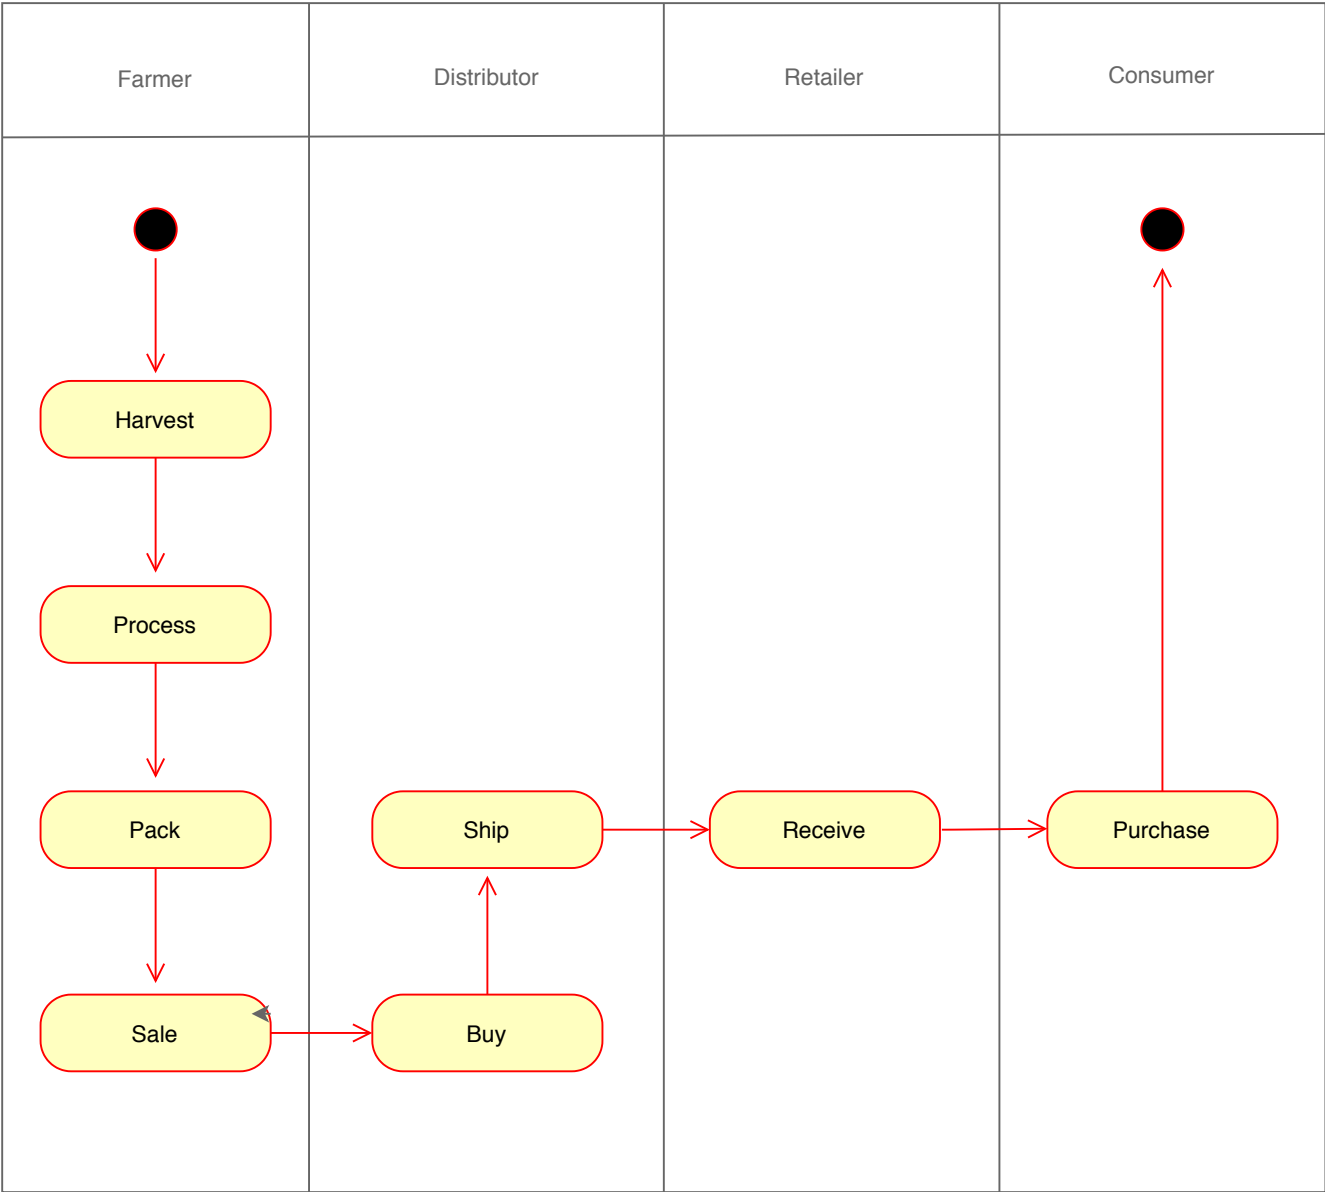 Farmer
Distributor
Retailer
Consumer
Harvest
Process
Pack
Ship
Receive
Purchase
Sale
Buy